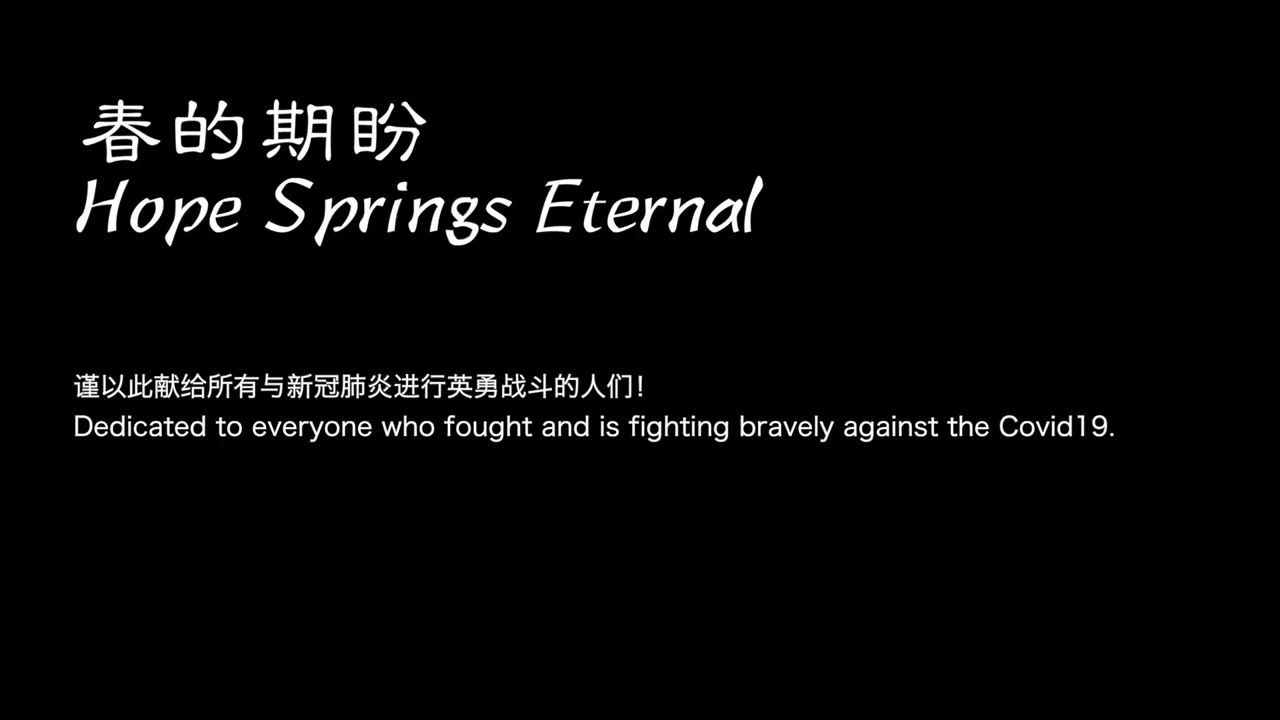 春的期盼
Hope Springs Eternal
谨以此献给所有与新冠肺炎进行英勇战斗的人们！
Dedicated to everyone who fought and is fighting bravely against the Covid19.